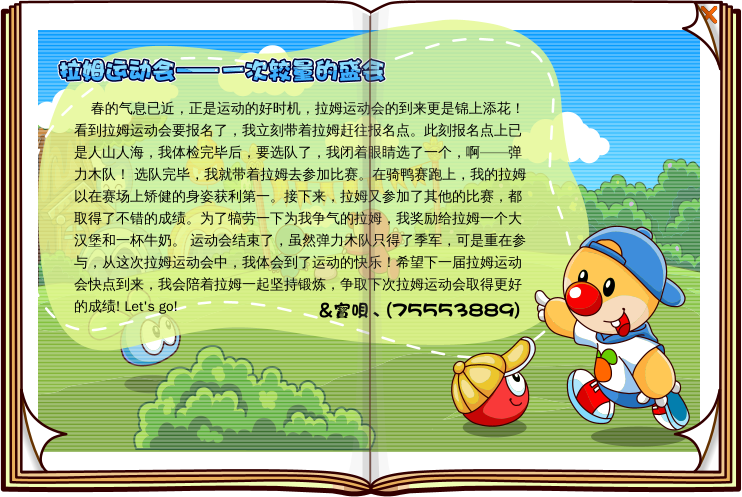 拉姆运动会——一次较量的盛会
春的气息已近，正是运动的好时机，拉姆运动会的到来更是锦上添花！
看到拉姆运动会要报名了，我立刻带着拉姆赶往报名点。此刻报名点上已
是人山人海，我体检完毕后，要选队了，我闭着眼睛选了一个，啊——弹
力木队！ 选队完毕，我就带着拉姆去参加比赛。在骑鸭赛跑上，我的拉姆
以在赛场上矫健的身姿获利第一。接下来，拉姆又参加了其他的比赛，都
取得了不错的成绩。为了犒劳一下为我争气的拉姆，我奖励给拉姆一个大
汉堡和一杯牛奶。 运动会结束了，虽然弹力木队只得了季军，可是重在参
与，从这次拉姆运动会中，我体会到了运动的快乐！希望下一届拉姆运动
会快点到来，我会陪着拉姆一起坚持锻炼，争取下次拉姆运动会取得更好
的成绩! Let's go!
&宫唄、(75553889)